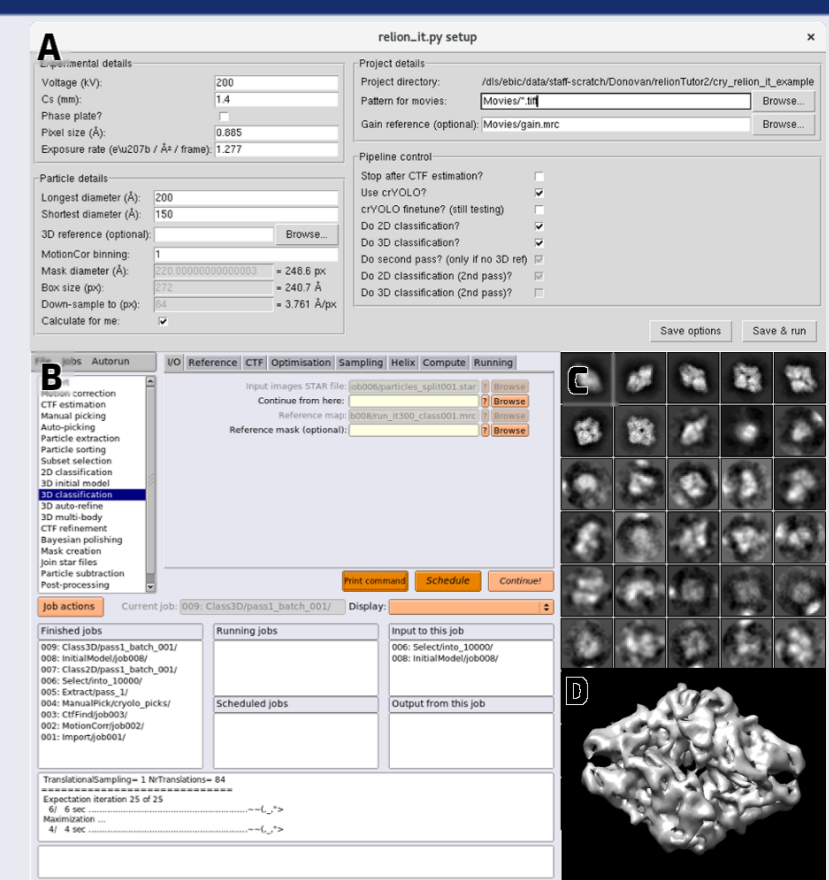 A
relion_it.py setup
×
Experimental details
Voltage (kV): 200
Cs (mm): 1.4
Phase plate?
Pixel size (Å): 0.885
Exposure rate (e\u207b / Å² / frame): 1.277
Particle details
Longest diameter (Å): 200
Shortest diameter (Å): 150
3D reference (optional): Browse...
MotionCor binning: 1
Mask diameter (Å): 220.00000000000003 = 248.6 px
Box size (px): 272 = 240.7 Å
Down-sample to (px): 64 = 3.761 Å/px
Calculate for me:
Project details
Project directory: /dls/ebic/data/staff-scratch/Donovan/relionTutor2/cry_relion_it_example
Pattern for movies: Movies/*.tiff Browse...
Gain reference (optional): Movies/gain.mrc Browse...
Pipeline control
Stop after CTF estimation?
Use crYOLO?
crYOLO finetune? (still testing)
Do 2D classification?
Do 3D classification?
Do second pass? (only if no 3D ref)
Do 2D classification (2nd pass)?
Do 3D classification (2nd pass)?
Save options Save & run
B
Jobs Autorun
I/O Reference CTF Optimisation Sampling Helix Compute Running
Motion correction
CTF estimation
Manual picking
Auto-picking
Particle extraction
Particle sorting
Subset selection
2D classification
3D initial model
3D classification
3D auto-refine
3D multi-body
CTF refinement
Bayesian polishing
Mask creation
Join star files
Particle subtraction
Post-processing
Input images STAR file: ob006/particles_split001.star ? Browse
Continue from here: ? Browse
Reference map: b008/run_it300_class001.mrc ? Browse
Reference mask (optional): ? Browse
Print command Schedule Continue!
Job actions Current job: 009: Class3D/pass1_batch_001/ Display:
Finished jobs
009: Class3D/pass1_batch_001/
008: InitialModel/job008/
007: Class2D/pass1_batch_001/
006: Select/into_10000/
005: Extract/pass_1/
004: ManualPick/cryolo_picks/
003: CtfFind/job003/
002: MotionCorr/job002/
001: Import/job001/
Running jobs
Scheduled jobs
Input to this job
006: Select/into_10000/
008: InitialModel/job008/
Output from this job
TranslationalSampling= 1 NrTranslations= 84
==============================
Expectation iteration 25 of 25
6/ 6 sec ............................................................~~(,_,">
Maximization ...
4/ 4 sec ............................................................~~(,_,">
C
D